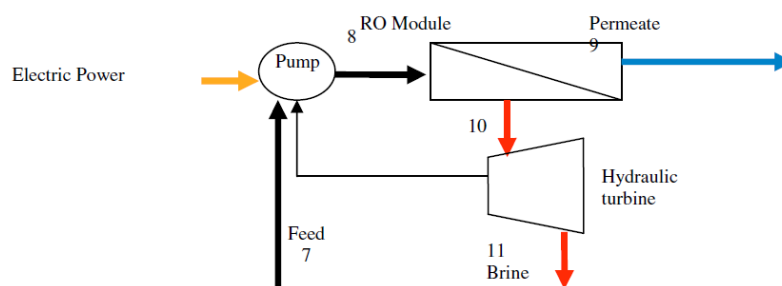 RO Module
Permeate
8
9
Pump
Electric Power
10
Hydraulic
turbine
Feed
7
11
Brine